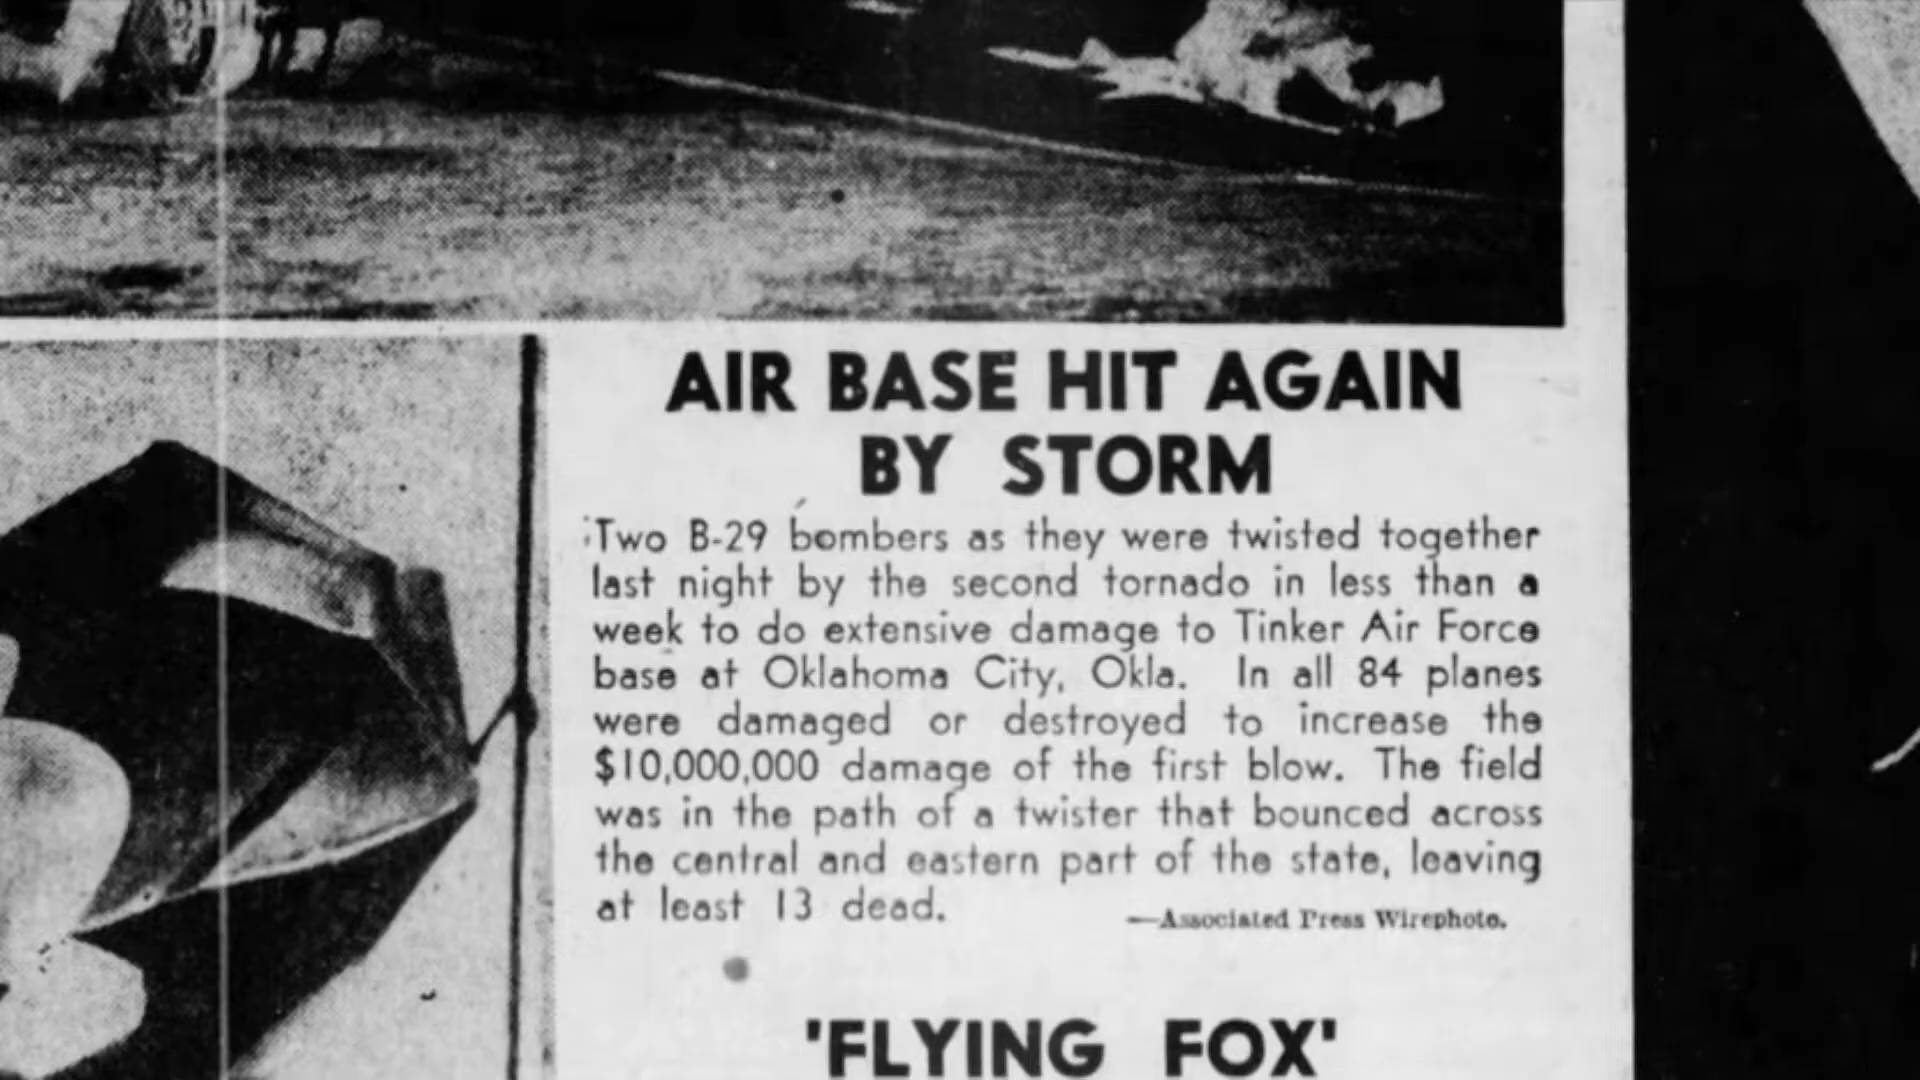 AIR BASE HIT AGAIN
BY STORM
Two B-29 bombers as they were twisted together
last night by the second tornado in less than a
week to do extensive damage to Tinker Air Force
base at Oklahoma City, Okla. In all 84 planes
were damaged or destroyed to increase the
$10,000,000 damage of the first blow. The field
was in the path of a twister that bounced across
the central and eastern part of the state, leaving
at least 13 dead.
—Associated Press Wirephoto.
'FLYING FOX'